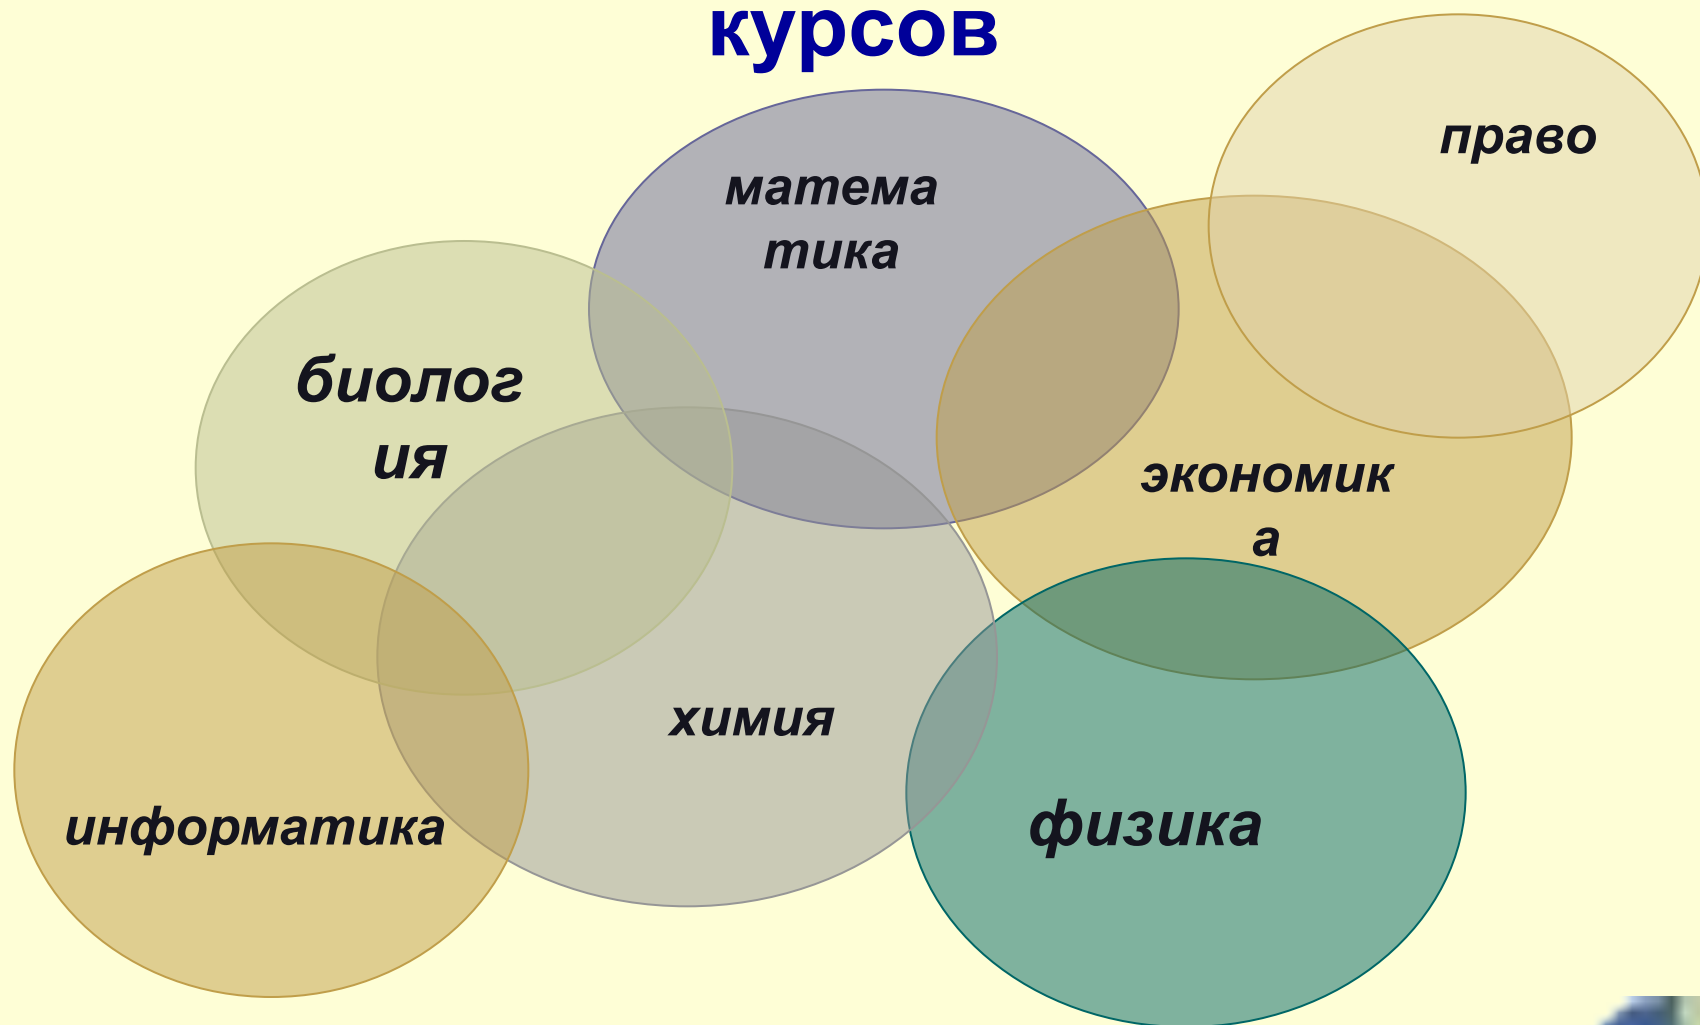 курсов
право
матема
тика
биолог
ия
экономик
а
химия
информатика
физика